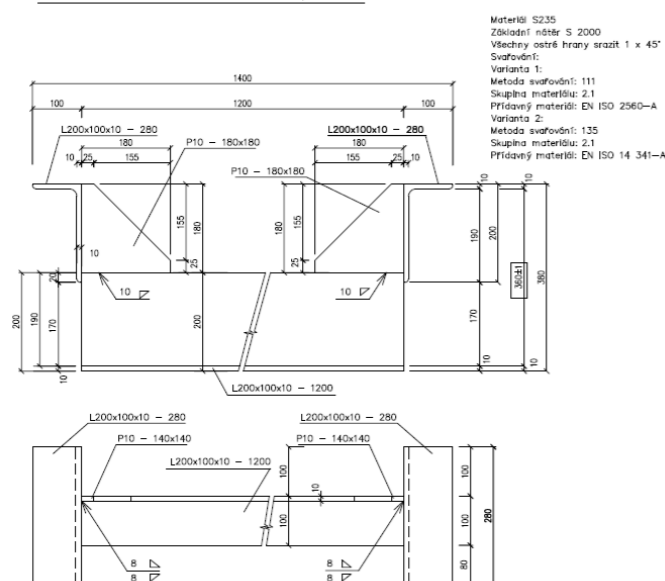 Materiál S235
Základní nátěr S 2000
Všechny ostré hrany srazit 1 x 45°
Svařování:
Varianta 1:
Metoda svařování: 111
Skupina materiálu: 2.1
Přídavný materiál: EN ISO 2560-A
Varianta 2:
Metoda svařování: 135
Skupina materiálu: 2.1
Přídavný materiál: EN ISO 14 341-A
1400
100
1200
100
L200x100x10 - 280
180
180
L200x100x10 - 280
10
25
155
P10 - 180x180
155
25
10
P10 - 180x180
10
10
155
180
180
155
190
200
10
25
25
360±1
380
20
10
10
200
190
170
200
170
10
10
10
L200x100x10 - 1200
L200x100x10 - 280
L200x100x10 - 280
P10 - 140x140
P10 - 140x140
L200x100x10 - 1200
100
100
10
280
100
100
8
8
80
8
8